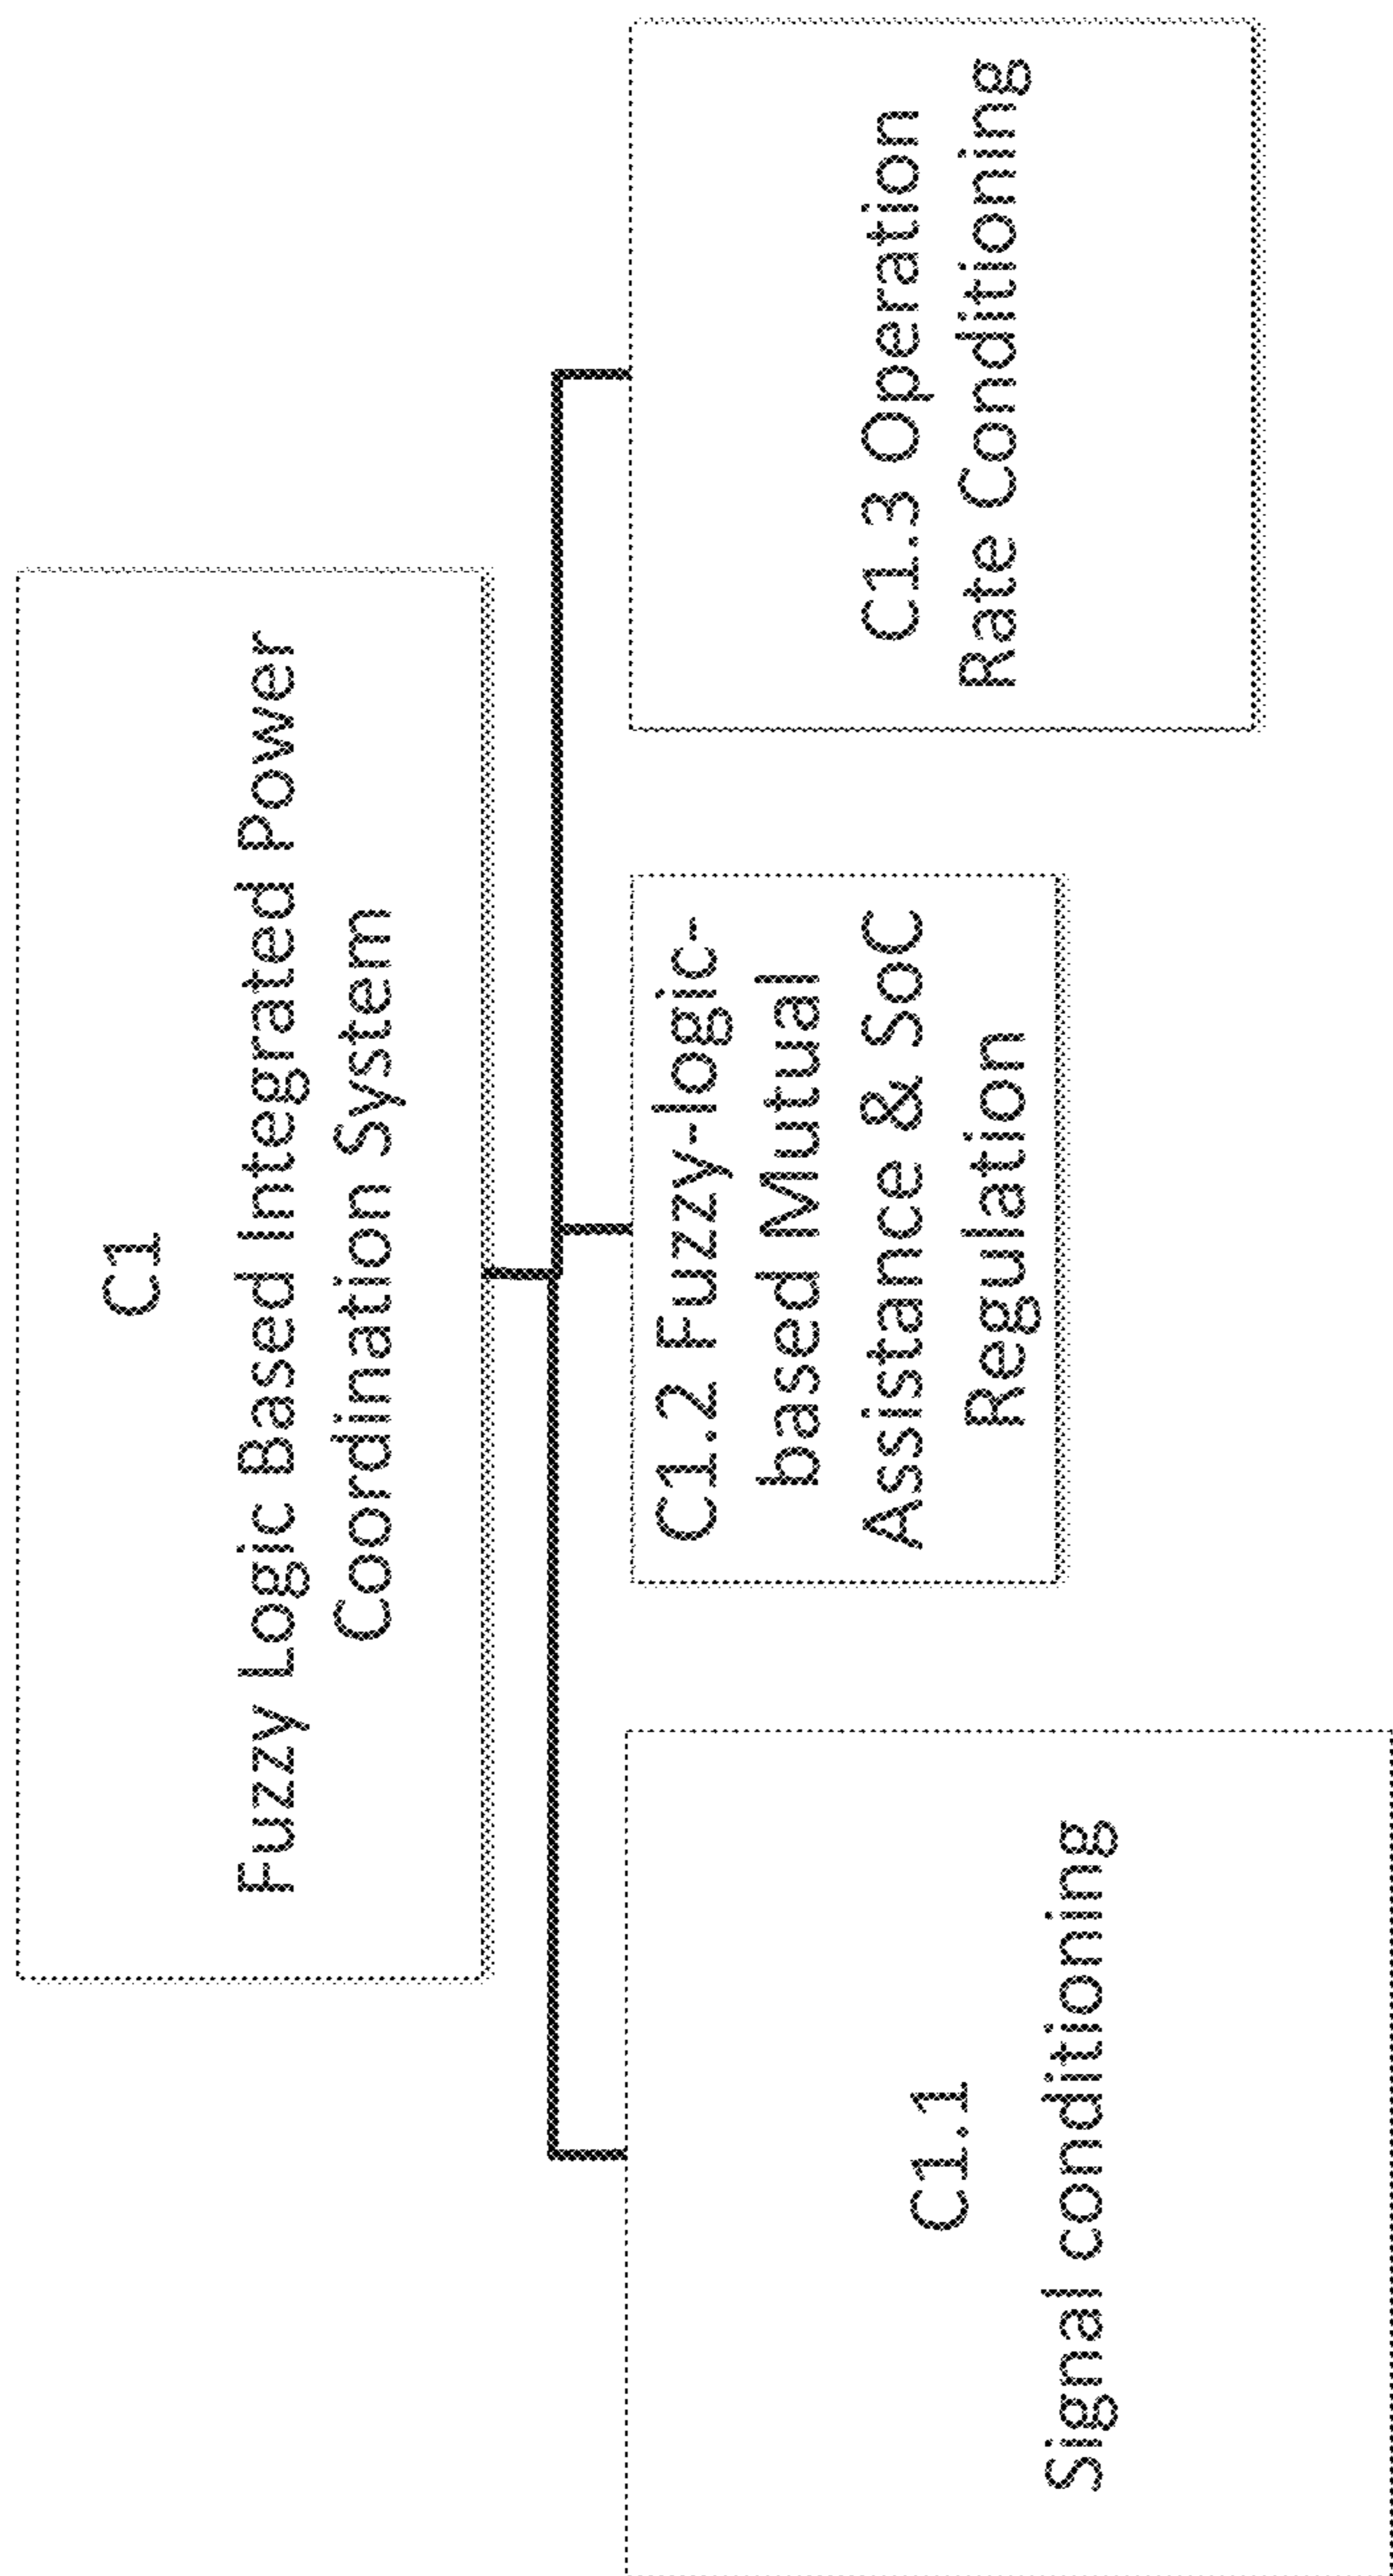 C1
Fuzzy Logic Based Integrated Power
Coordination System
C1.1
Signal conditioning
C1.2 Fuzzy-logic-
based Mutual
Assistance & SoC
Regulation
C1.3 Operation
Rate Conditioning